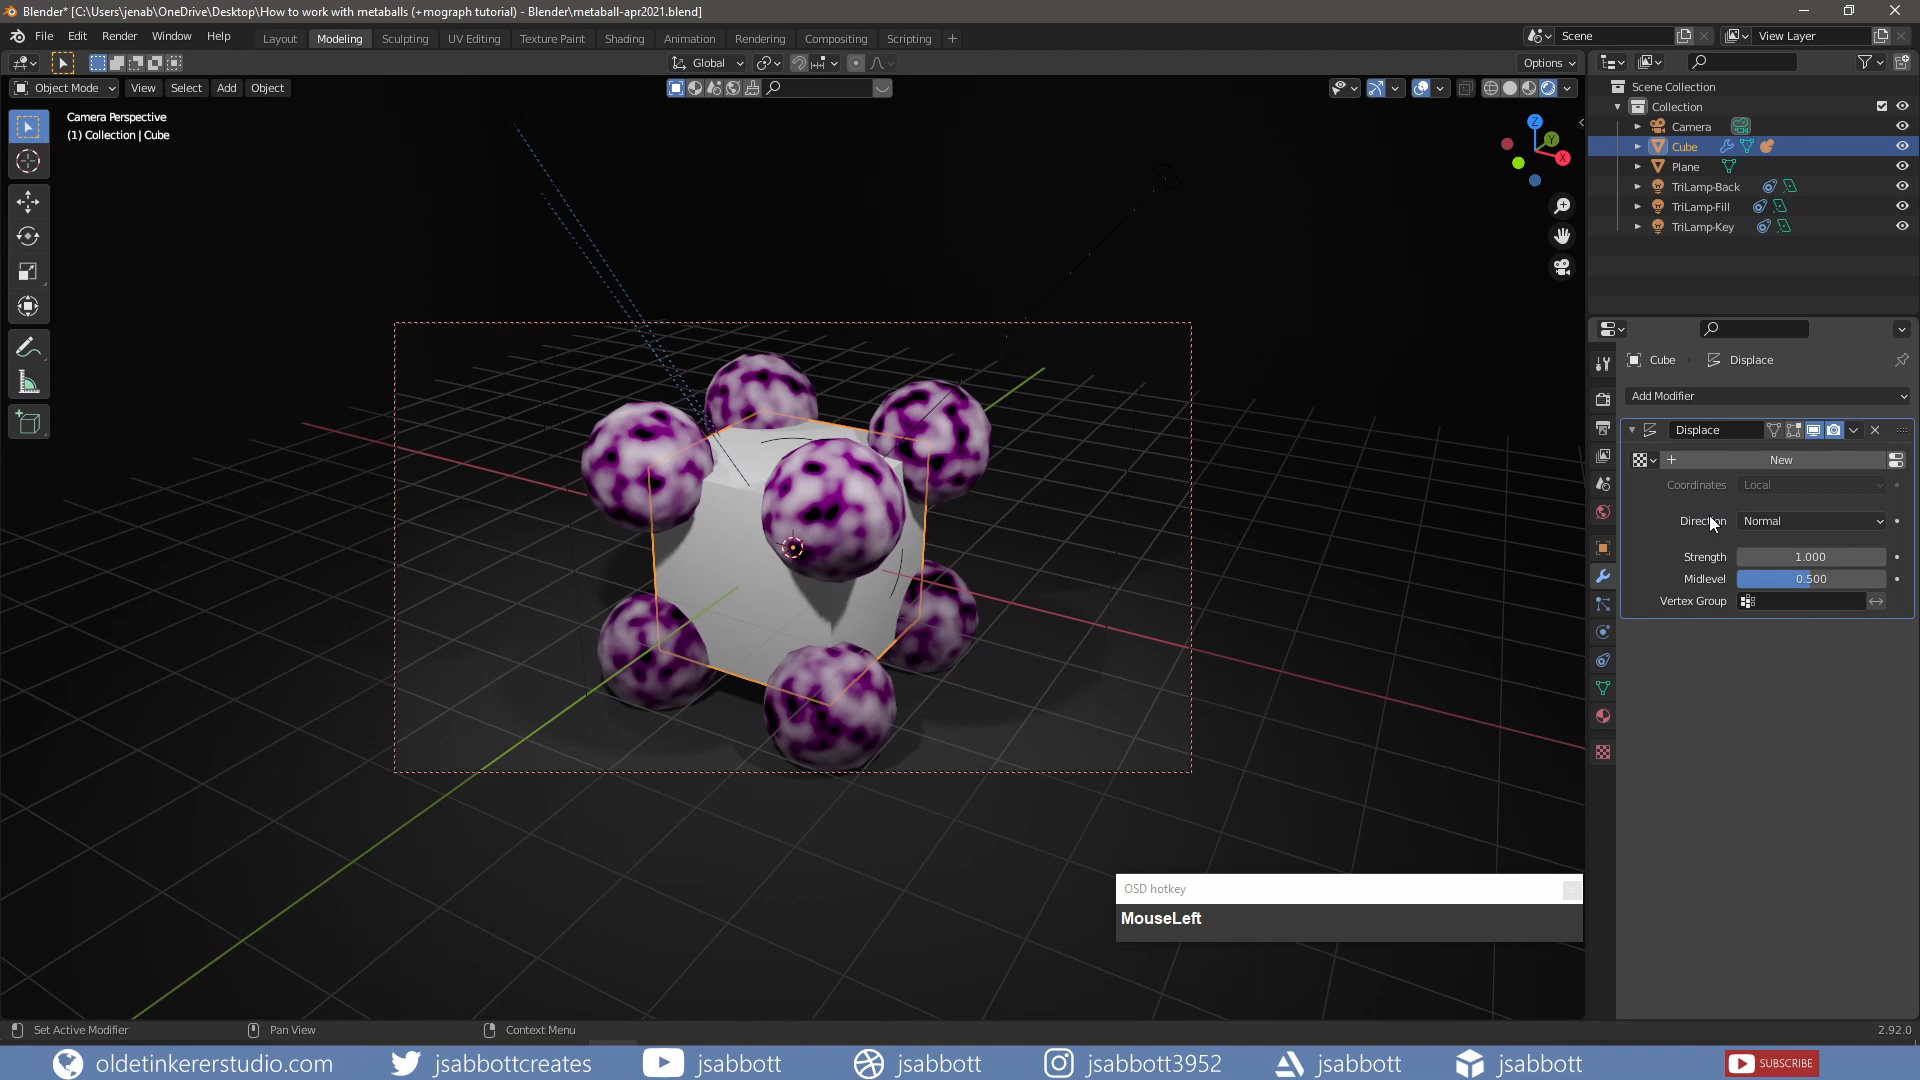 Blender* [C:\Users\jenab\OneDrive\Desktop\How to work with metaballs (+mograph tutorial) - Blender\metaball-apr2021.blend]
File Edit Render Window Help Layout Modeling Sculpting UV Editing Texture Paint Shading Animation Rendering Compositing Scripting + Scene View Layer
Global Options
Object Mode View Select Add Object
Camera Perspective
(1) Collection | Cube
Z
Y
X
Scene Collection
Collection
Camera
Cube
Plane
TriLamp-Back
TriLamp-Fill
TriLamp-Key
Cube Displace
Add Modifier
Displace
New
Coordinates Local
Direction Normal
Strength 1.000
Midlevel 0.500
Vertex Group
OSD hotkey
MouseLeft
Set Active Modifier Pan View Context Menu 2.92.0
oldetinkererstudio.com jsabbottcreates jsabbott jsabbott jsabbott3952 jsabbott jsabbott SUBSCRIBE